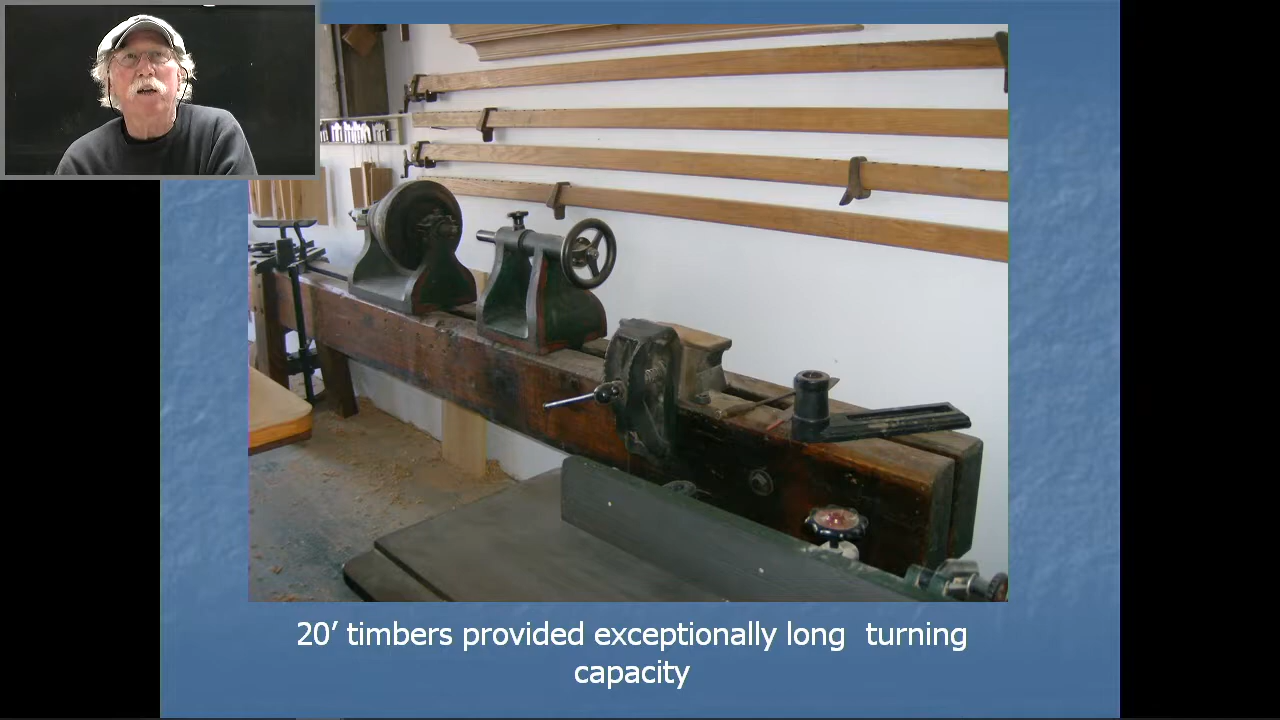 20’ timbers provided exceptionally long  turning
capacity